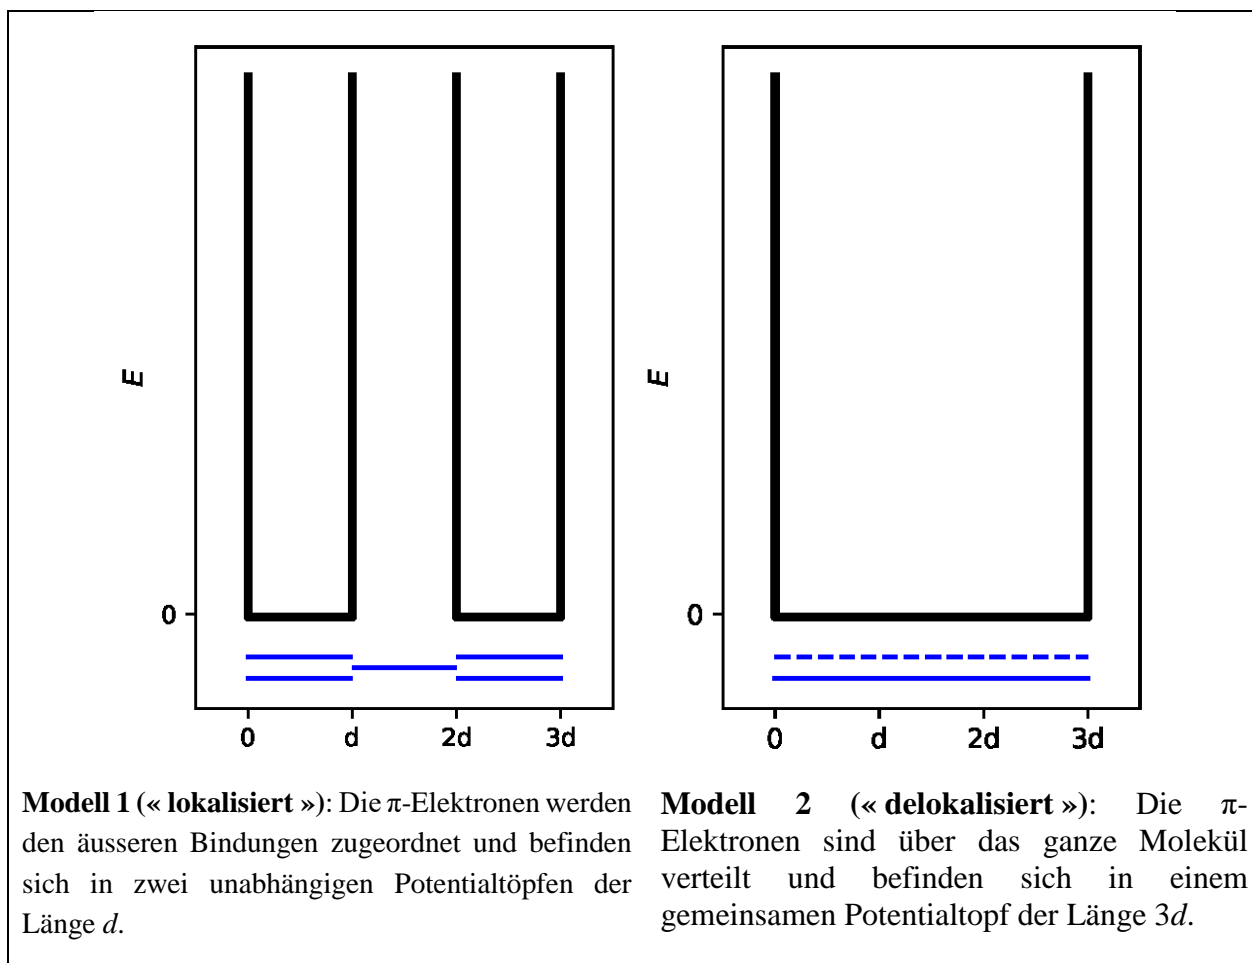 E
0
0
d
2d
3d
E
0
0
d
2d
3d
Modell 1 (« lokalisiert »): Die π-Elektronen werden
den äusseren Bindungen zugeordnet und befinden
sich in zwei unabhängigen Potentialtöpfen der
Länge d.
Modell 2 (« delokalisiert »): Die π-
Elektronen sind über das ganze Molekül
verteilt und befinden sich in einem
gemeinsamen Potentialtopf der Länge 3d.